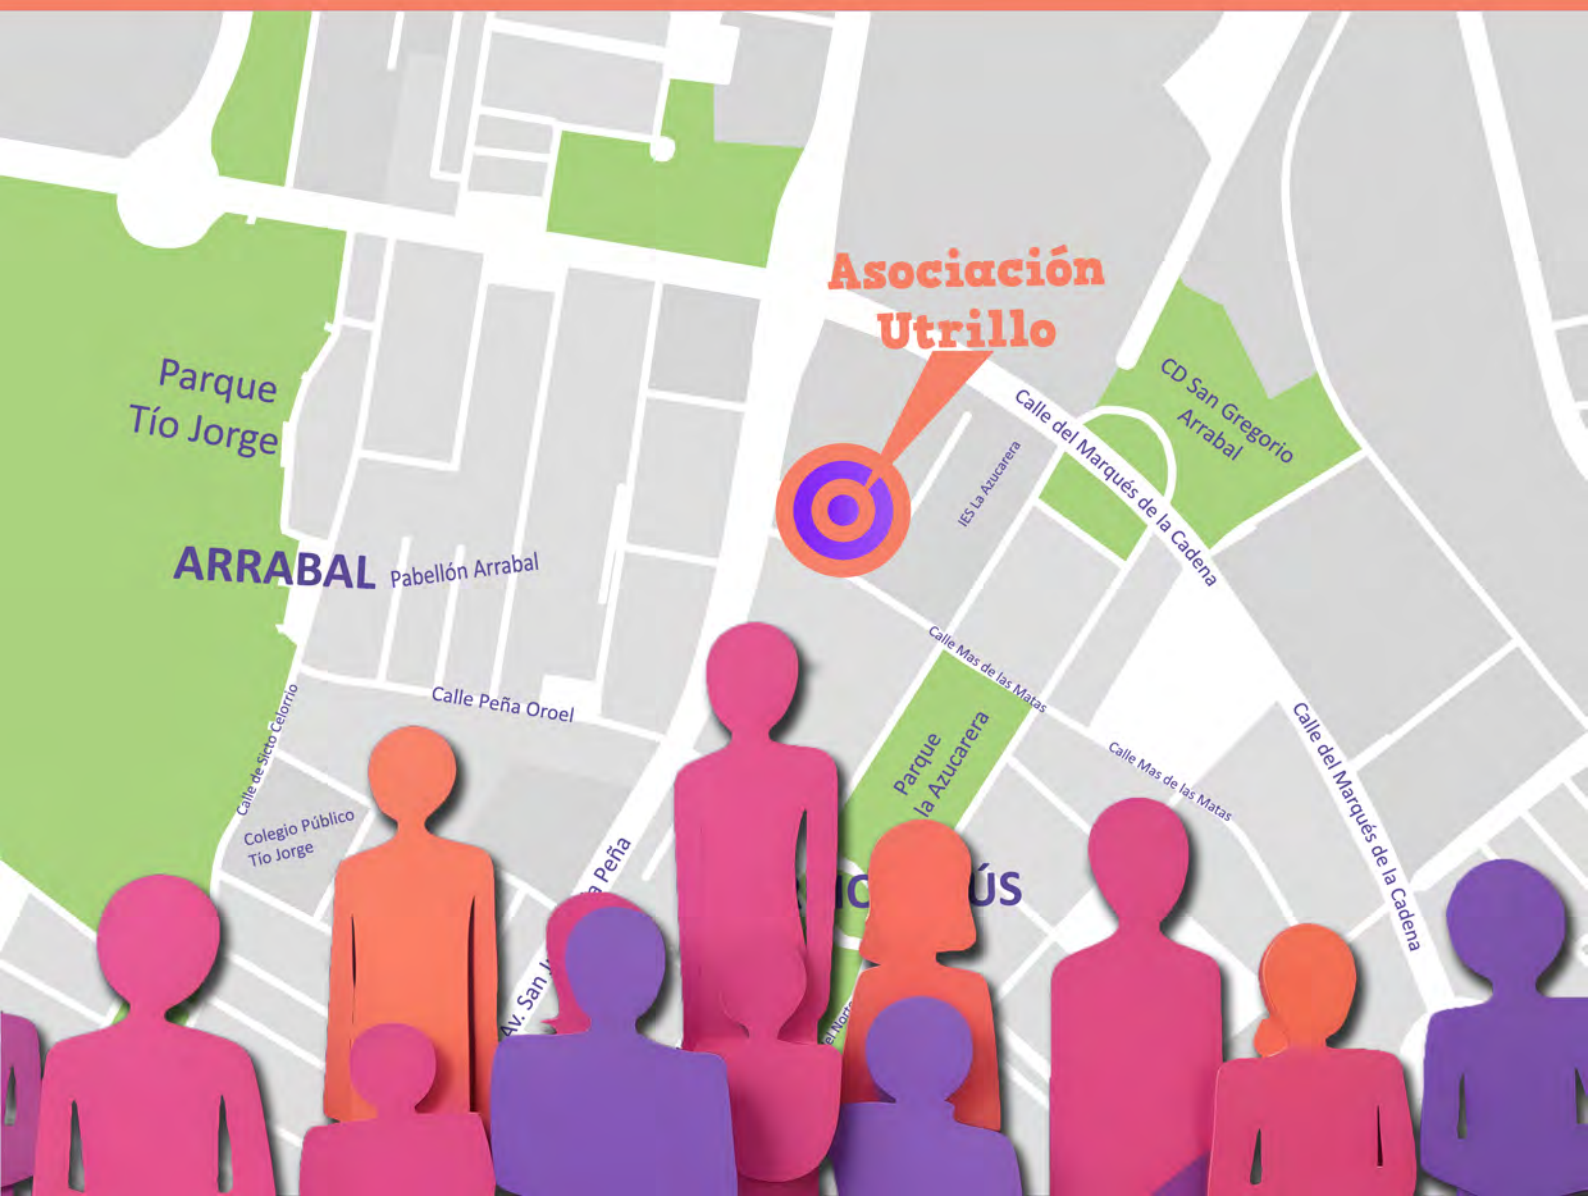 Asociación
Utrillo
Parque
Tío Jorge
CD San Gregorio
Arrabal
Calle del Marqués de la Cadena
IES La Azucarera
ARRABAL
Pabellón Arrabal
Calle Mas de las Matas
Calle Peña Oroel
Calle de Sicto Celorrio
Parque
la Azucarera
Calle Mas de las Matas
Calle del Marqués de la Cadena
Colegio Público
Tío Jorge
Av. San
Peña
ÚS